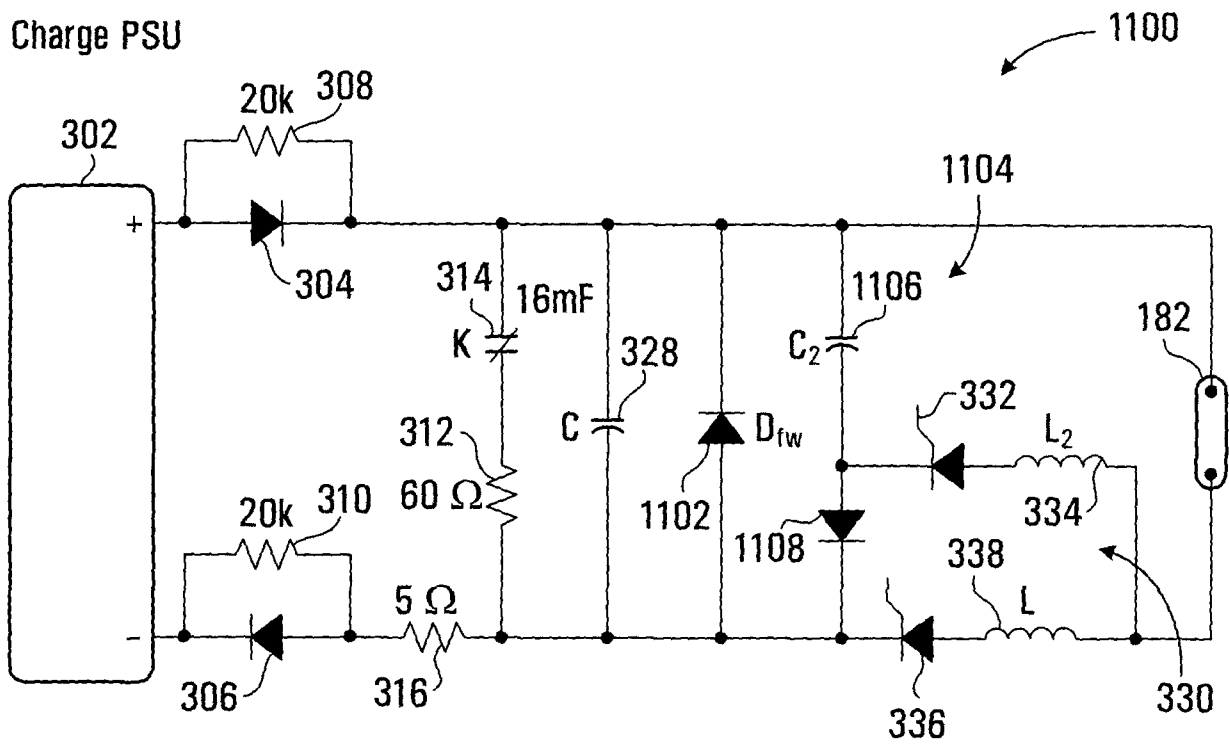 Charge PSU
1100
20k
308
302
1104
+
304
314
16mF
1106
K
C₂
182
328
332
312
C
D_fw
L₂
60 Ω
20k
310
1102
1108
334
338
5 Ω
L
−
306
316
336
330